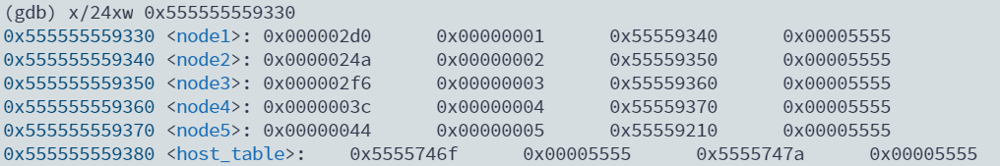 (gdb) x/24xw 0x555555559330
0x555555559330 <node1>: 0x000002d0 0x00000001 0x55559340 0x00005555
0x555555559340 <node2>: 0x0000024a 0x00000002 0x55559350 0x00005555
0x555555559350 <node3>: 0x000002f6 0x00000003 0x55559360 0x00005555
0x555555559360 <node4>: 0x0000003c 0x00000004 0x55559370 0x00005555
0x555555559370 <node5>: 0x00000044 0x00000005 0x55559210 0x00005555
0x555555559380 <host_table>: 0x5555746f 0x00005555 0x5555747a 0x00005555